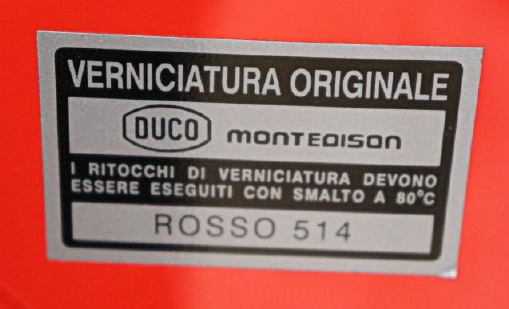 VERNICIATURA ORIGINALE
DUCO MONTEDISON
I RITOCCHI DI VERNICIATURA DEVONO
ESSERE ESEGUITI CON SMALTO A 80°C
ROSSO 514